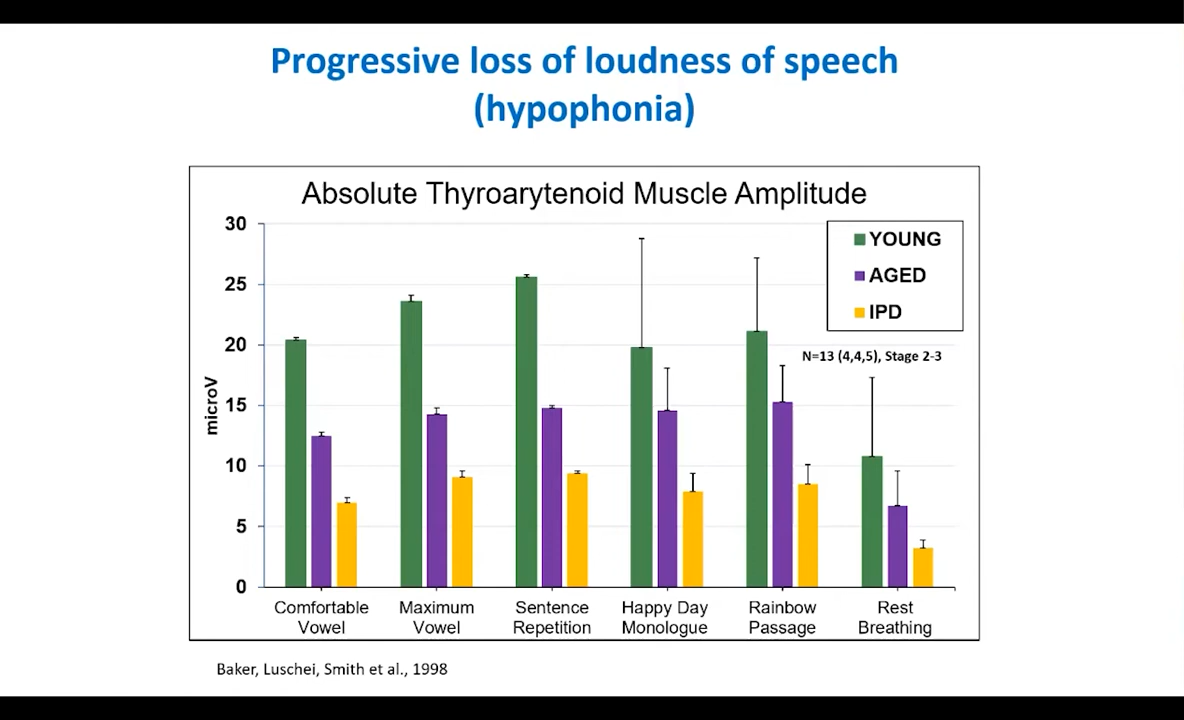 Progressive loss of loudness of speech
(hypophonia)
Absolute Thyroarytenoid Muscle Amplitude
30
25
20
15
10
5
0
microV
YOUNG
AGED
IPD
N=13 (4,4,5), Stage 2-3
Comfortable
Vowel
Maximum
Vowel
Sentence
Repetition
Happy Day
Monologue
Rainbow
Passage
Rest
Breathing
Baker, Luschei, Smith et al., 1998